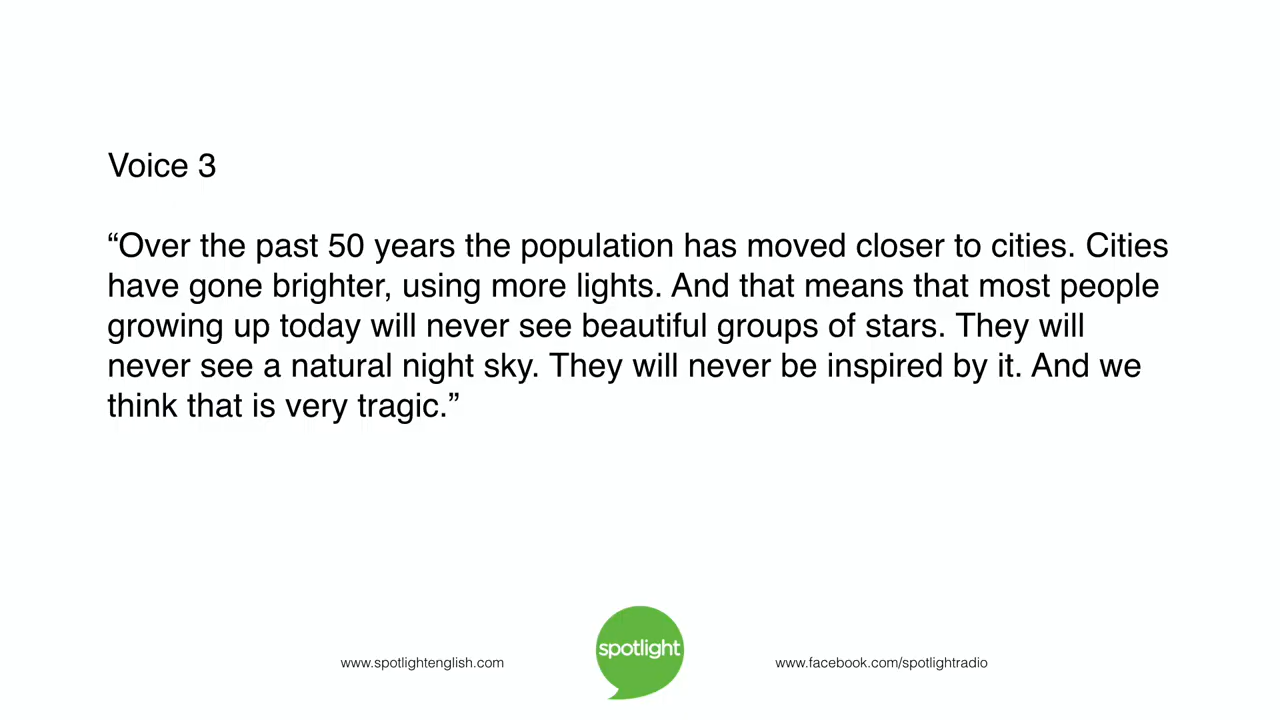 Voice 3
“Over the past 50 years the population has moved closer to cities. Cities
have gone brighter, using more lights. And that means that most people
growing up today will never see beautiful groups of stars. They will
never see a natural night sky. They will never be inspired by it. And we
think that is very tragic.”
spotlight
www.spotlightenglish.com
www.facebook.com/spotlightradio